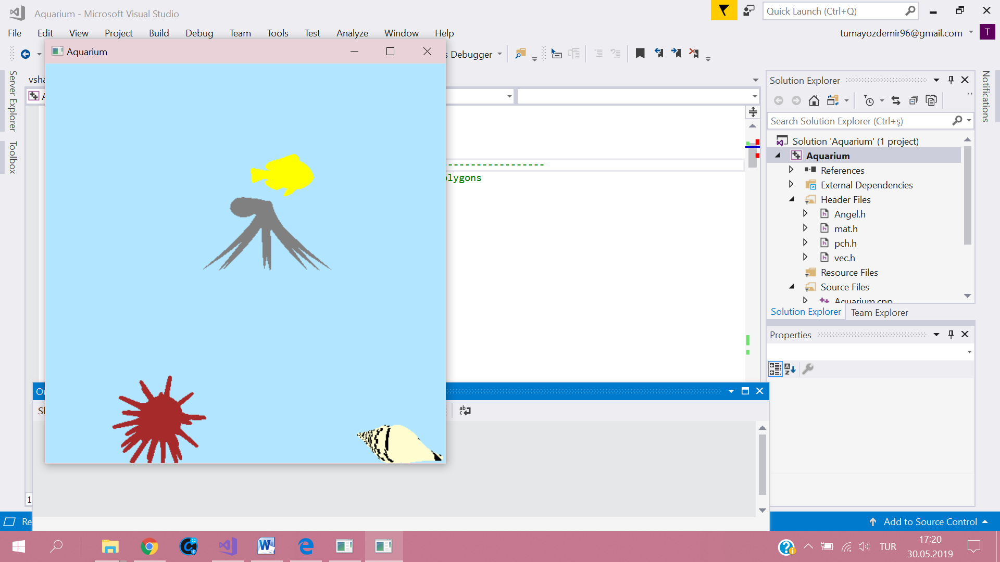 Aquarium - Microsoft Visual Studio
Quick Launch (Ctrl+Q)
File Edit View Project Build Debug Team Tools Test Analyze Window Help
tumayozdemir96@gmail.com T
Aquarium
s Debugger
Server Explorer
Toolbox
vsha
------------------
olygons
Solution Explorer
Search Solution Explorer (Ctrl+ş)
Solution 'Aquarium' (1 project)
Aquarium
References
External Dependencies
Header Files
Angel.h
mat.h
pch.h
vec.h
Resource Files
Source Files
Aquarium.cpp
Solution Explorer Team Explorer
Properties
Notifications
Ou
Sh
Re
Add to Source Control
TUR
17:20
30.05.2019